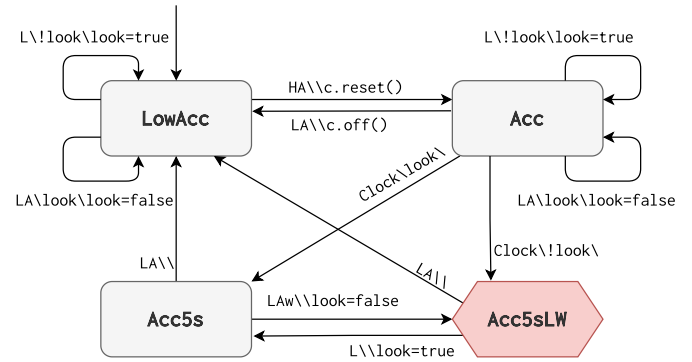 L\!look\look=true
L\!look\look=true
HA\\c.reset()
LowAcc
Acc
LA\\c.off()
Clock\look\
LA\look\look=false
LA\look\look=false
Clock\!look\
LA\\
LA\\
LAw\\look=false
Acc5s
Acc5sLW
L\\look=true